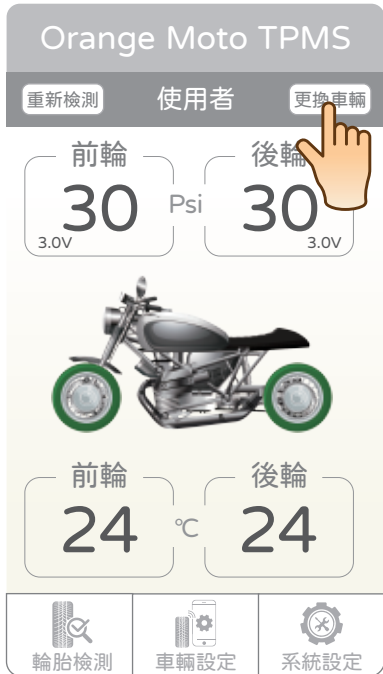 Orange Moto TPMS
重新檢測 使用者 更換車輛
前輪 後輪
30 Psi 30
3.0V 3.0V
前輪 後輪
24 ℃ 24
輪胎檢測 車輛設定 系統設定